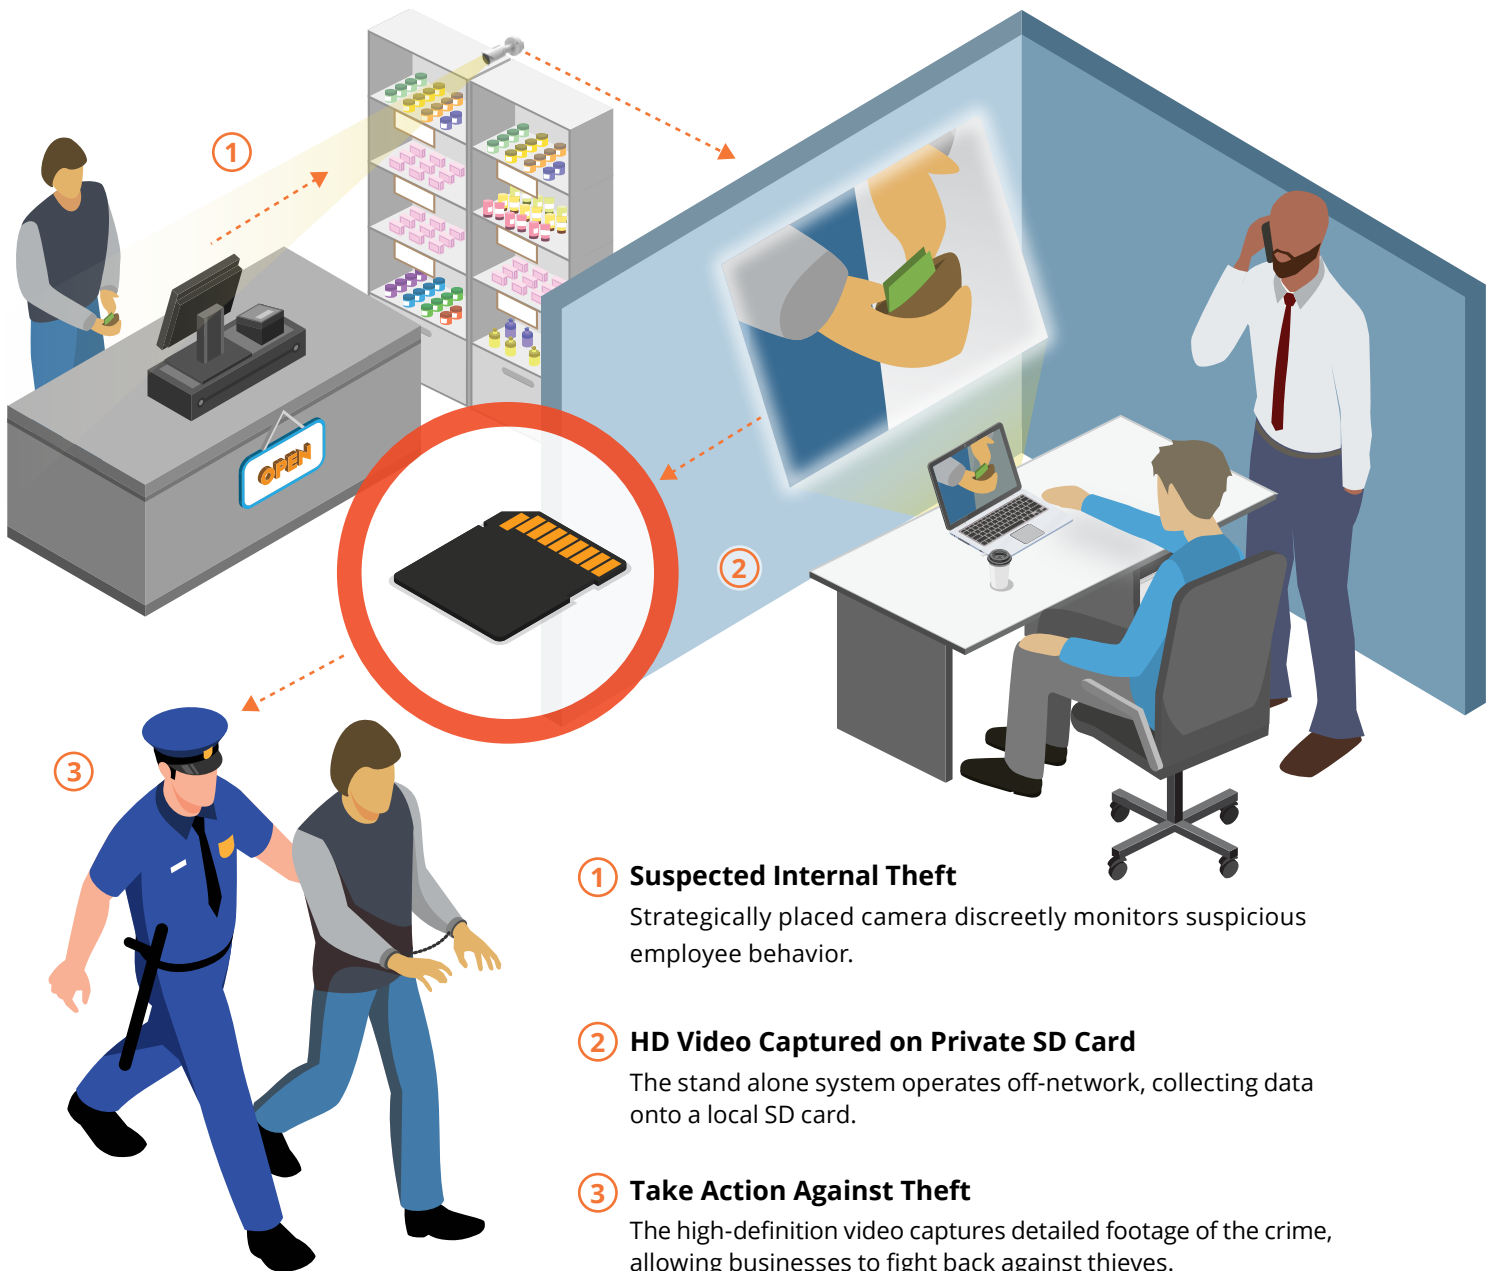 1
OPEN
2
3
1 Suspected Internal Theft
Strategically placed camera discreetly monitors suspicious
employee behavior.
2 HD Video Captured on Private SD Card
The stand alone system operates off-network, collecting data
onto a local SD card.
3 Take Action Against Theft
The high-definition video captures detailed footage of the crime,
allowing businesses to fight back against thieves.